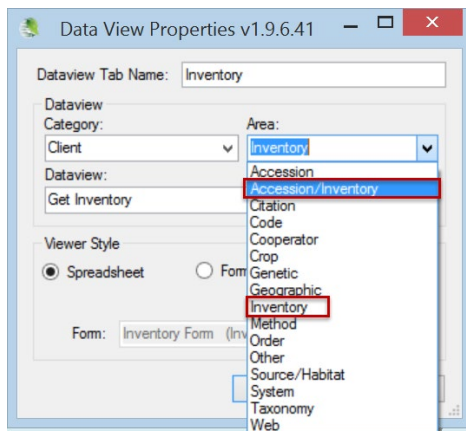 Data View Properties v1.9.6.41
Dataview Tab Name: Inventory
Dataview
Category: Area:
Client Inventory
Dataview:
Get Inventory
Accession
Accession/Inventory
Citation
Code
Cooperator
Crop
Genetic
Geographic
Inventory
Method
Order
Other
Source/Habitat
System
Taxonomy
Web
Viewer Style
Spreadsheet
Form: Inventory Form